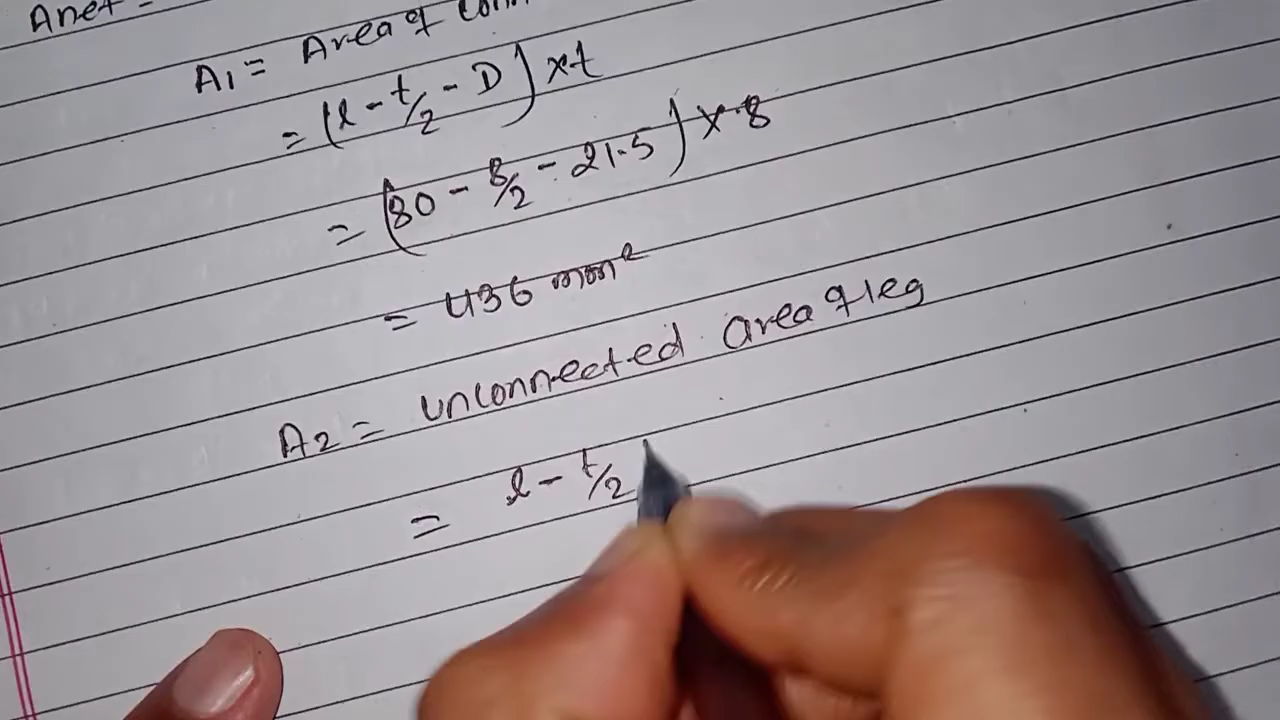 Anet =
A1 = Area of conn
= (l - t/2 - D) x t
= (80 - 8/2 - 21.5) x 8
= 436 mm²
A2 = unconnected area of leg
= l - t/2